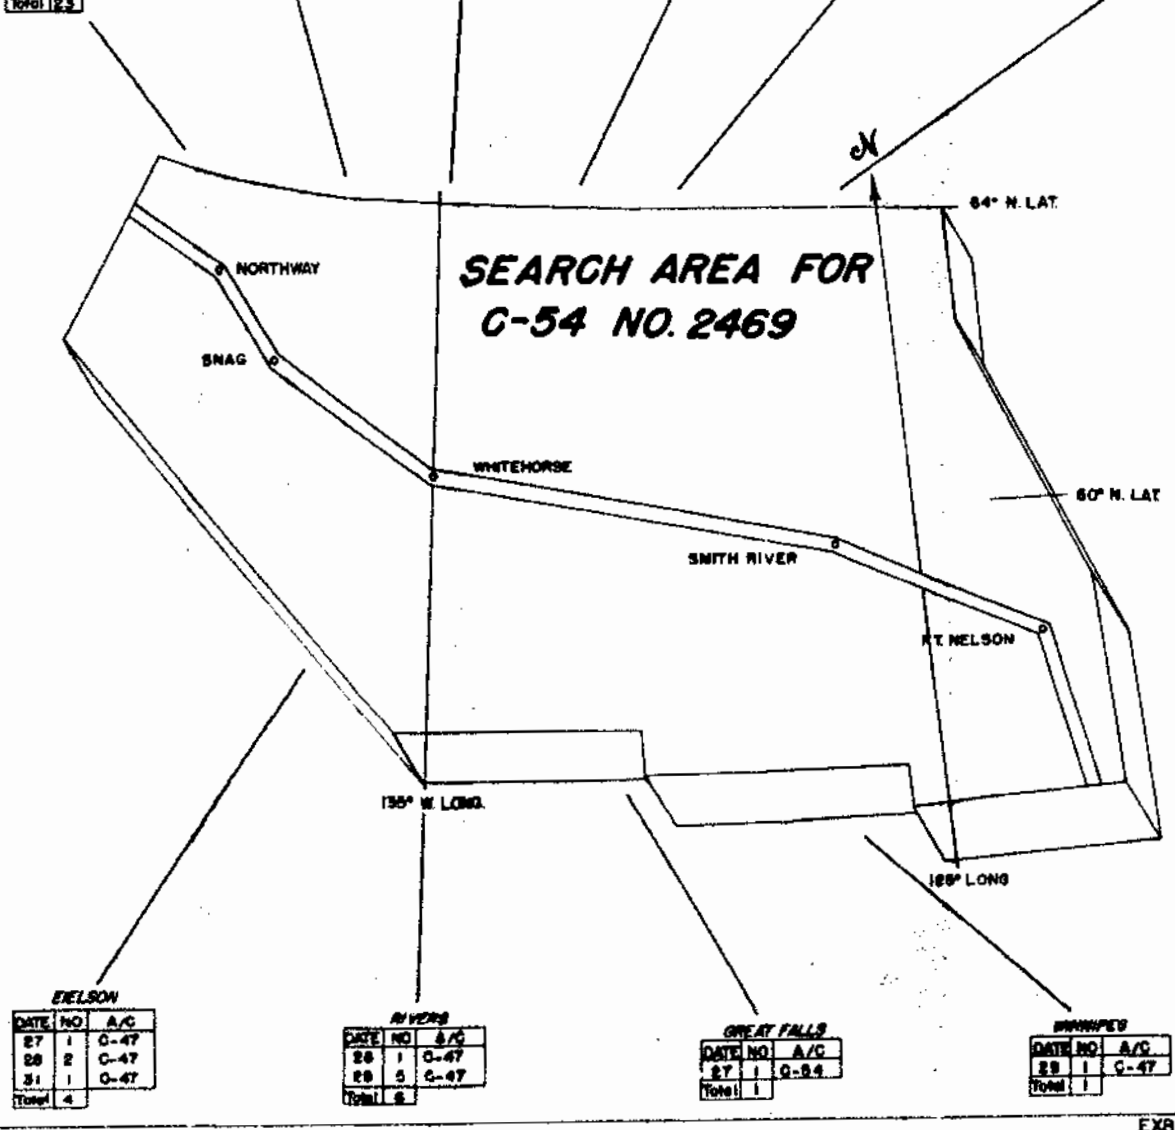 Total 23
N
64° N. LAT.
SEARCH AREA FOR
C-54 NO. 2469
NORTHWAY
SNAG
WHITEHORSE
60° N. LAT
SMITH RIVER
FT. NELSON
135° W. LONG.
125° LONG
EIELSON
DATE NO A/C
27 1 C-47
28 2 C-47
31 1 C-47
Total 4
RIVERS
DATE NO A/C
28 1 C-47
29 5 C-47
Total 6
GREAT FALLS
DATE NO A/C
27 1 C-54
Total 1
WINNIPEG
DATE NO A/C
29 1 C-47
Total 1